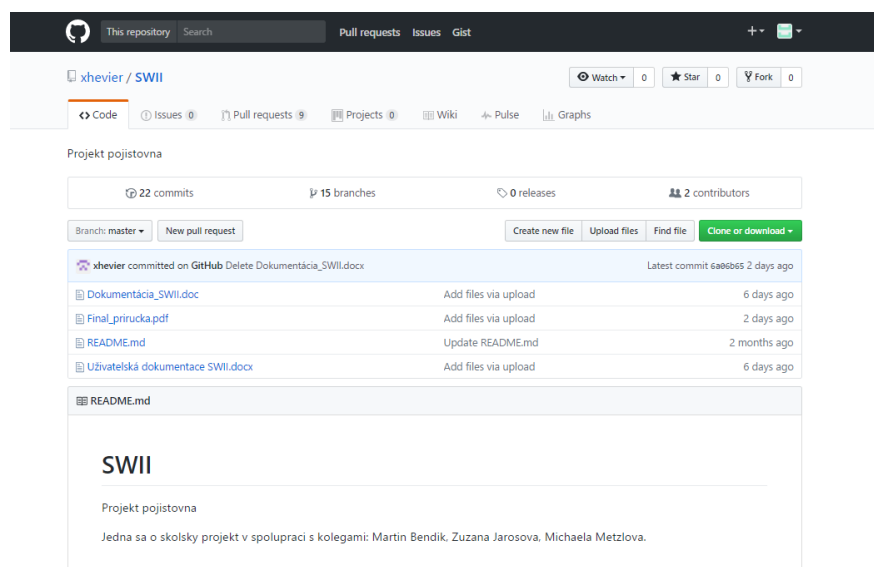 This repository Search Pull requests Issues Gist
xhevier / SWII Watch 0 Star 0 Fork 0
Code Issues 0 Pull requests 9 Projects 0 Wiki Pulse Graphs
Projekt pojistovna
22 commits 15 branches 0 releases 2 contributors
Branch: master New pull request Create new file Upload files Find file Clone or download
xhevier committed on GitHub Delete Dokumentácia_SWII.docx Latest commit 6a06b65 2 days ago
Dokumentácia_SWII.doc Add files via upload 6 days ago
Final_prirucka.pdf Add files via upload 2 days ago
README.md Update README.md 2 months ago
Uživatelská dokumentace SWII.docx Add files via upload 6 days ago
README.md
SWII
Projekt pojistovna
Jedna sa o skolsky projekt v spolupraci s kolegami: Martin Bendik, Zuzana Jarosova, Michaela Metzlova.